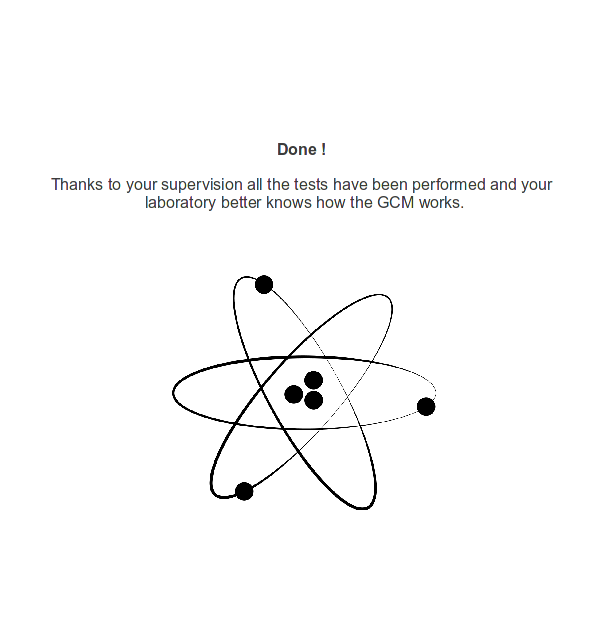 Done !
Thanks to your supervision all the tests have been performed and your
laboratory better knows how the GCM works.